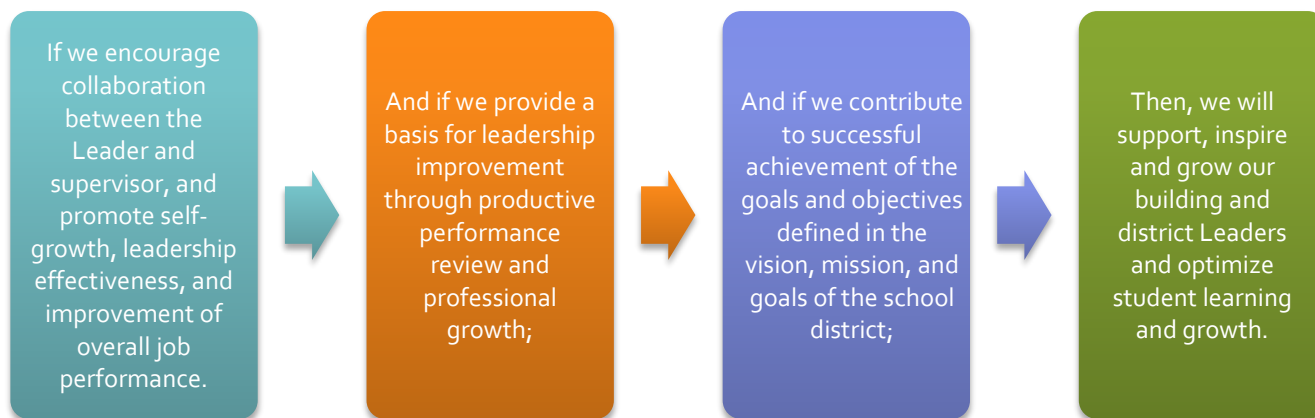 If we encourage
collaboration
between the
Leader and
supervisor, and
promote self-
growth, leadership
effectiveness, and
improvement of
overall job
performance.
And if we provide a
basis for leadership
improvement
through productive
performance
review and
professional
growth;
And if we contribute
to successful
achievement of the
goals and objectives
defined in the
vision, mission, and
goals of the school
district;
Then, we will
support, inspire
and grow our
building and
district Leaders
and optimize
student learning
and growth.